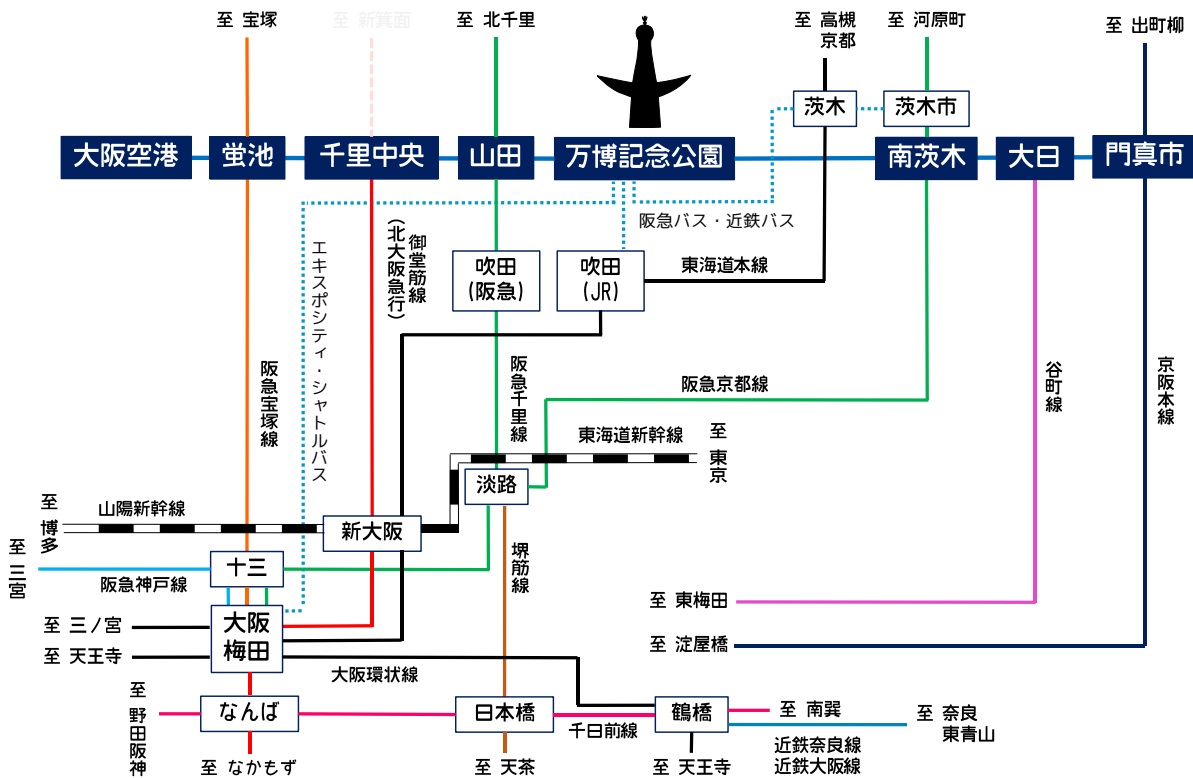 至 宝塚
至 新箕面
至 北千里
至 高槻
京都
至 河原町
至 出町柳
茨木
茨木市
大阪空港
蛍池
千里中央
山田
万博記念公園
南茨木
大日
門真市
阪急バス・近鉄バス
エキスポシティ・シャトルバス
御堂筋線
(北大阪急行)
吹田
(阪急)
吹田
(JR)
東海道本線
阪急宝塚線
阪急千里線
阪急京都線
谷町線
京阪本線
東海道新幹線
至 東京
淡路
至 博多
山陽新幹線
新大阪
堺筋線
至 三宮
阪急神戸線
十三
至 東梅田
至 三ノ宮
大阪
梅田
至 淀屋橋
至 天王寺
大阪環状線
至 野田阪神
なんば
日本橋
千日前線
鶴橋
至 南巽
至 奈良
東青山
近鉄奈良線
近鉄大阪線
至 なかもず
至 天茶
至 天王寺